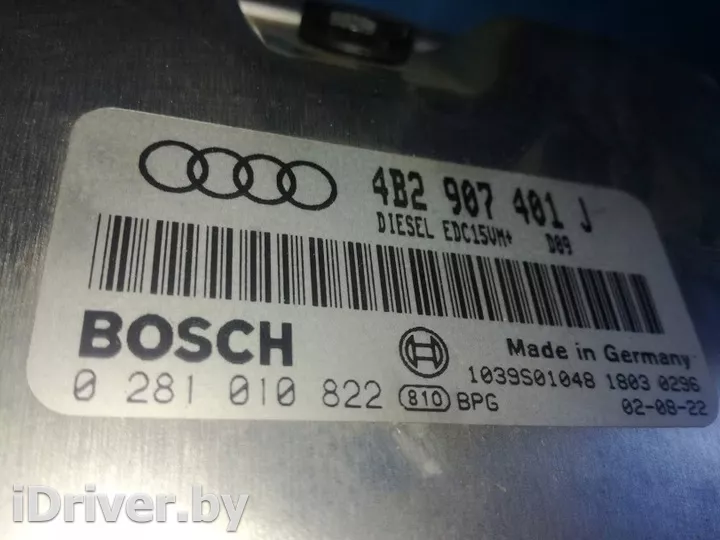 4B2 907 401 J
DIESEL EDC15VM+ D09
BOSCH
Made in Germany
0 281 010 822
810 BPG
1039S01048 1803 0296
02-08-22
iDriver.by